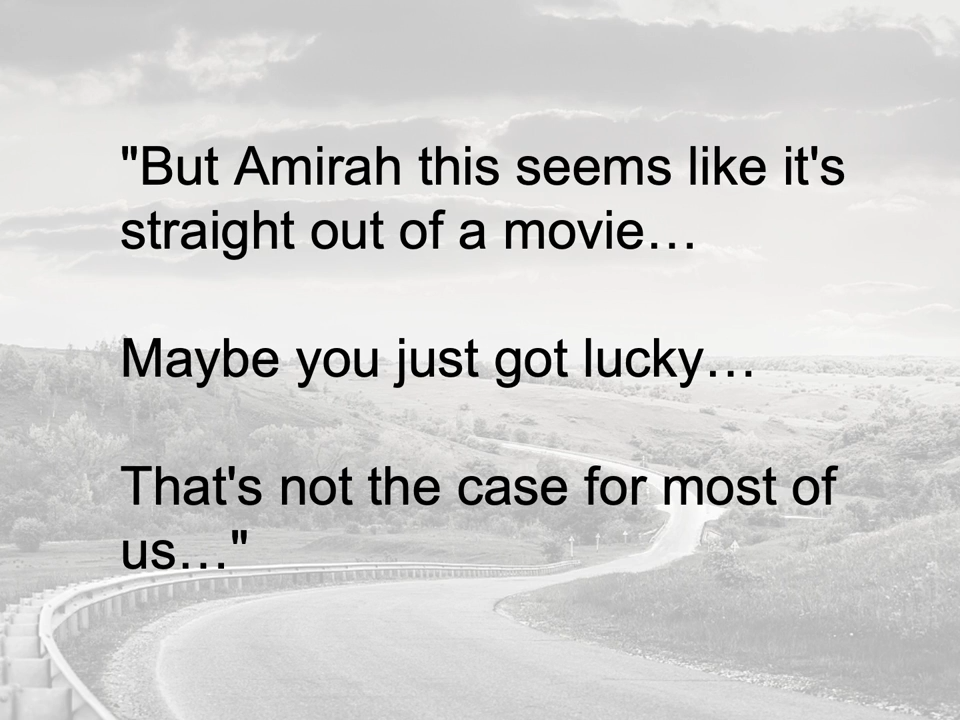 "But Amirah this seems like it's
straight out of a movie…
Maybe you just got lucky…
That's not the case for most of
us…"